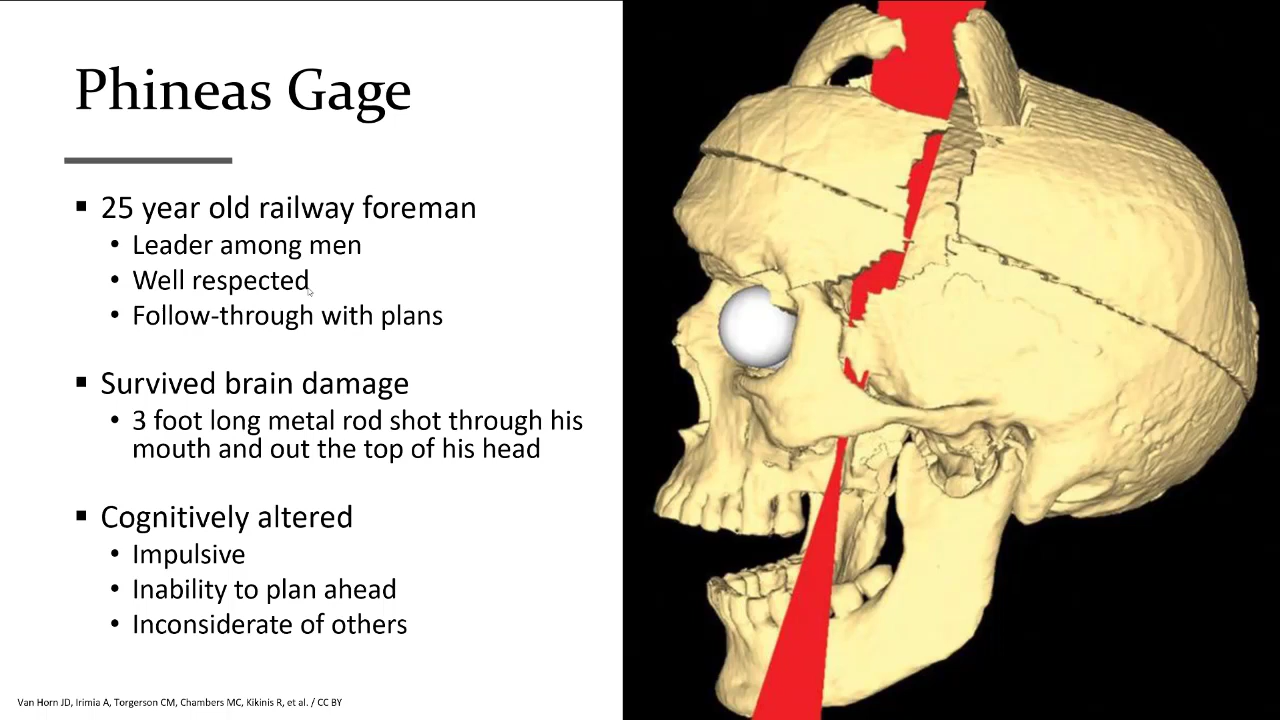 Phineas Gage
▪ 25 year old railway foreman
• Leader among men
• Well respected
• Follow-through with plans
▪ Survived brain damage
• 3 foot long metal rod shot through his
mouth and out the top of his head
▪ Cognitively altered
• Impulsive
• Inability to plan ahead
• Inconsiderate of others
Van Horn JD, Irimia A, Torgerson CM, Chambers MC, Kikinis R, et al. / CC BY